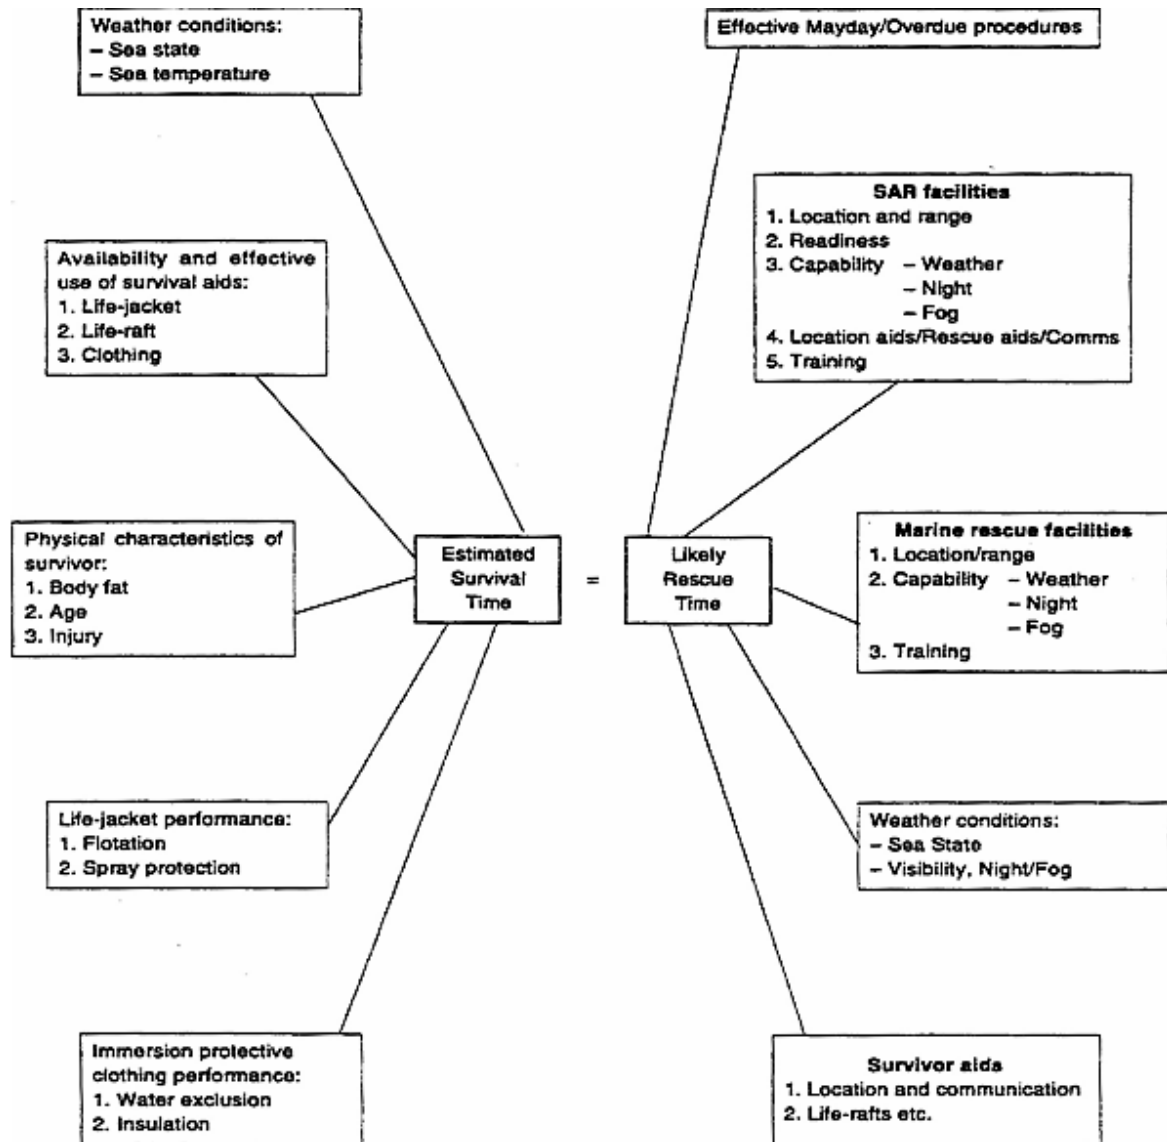 Weather conditions:
– Sea state
– Sea temperature
Effective Mayday/Overdue procedures
SAR facilities
1. Location and range
2. Readiness
3. Capability – Weather
– Night
– Fog
4. Location aids/Rescue aids/Comms
5. Training
Availability and effective
use of survival aids:
1. Life-jacket
2. Life-raft
3. Clothing
Physical characteristics of
survivor:
1. Body fat
2. Age
3. Injury
Estimated
Survival
Time
=
Likely
Rescue
Time
Marine rescue facilities
1. Location/range
2. Capability – Weather
– Night
– Fog
3. Training
Life-jacket performance:
1. Flotation
2. Spray protection
Weather conditions:
– Sea State
– Visibility, Night/Fog
Immersion protective
clothing performance:
1. Water exclusion
2. Insulation
Survivor aids
1. Location and communication
2. Life-rafts etc.